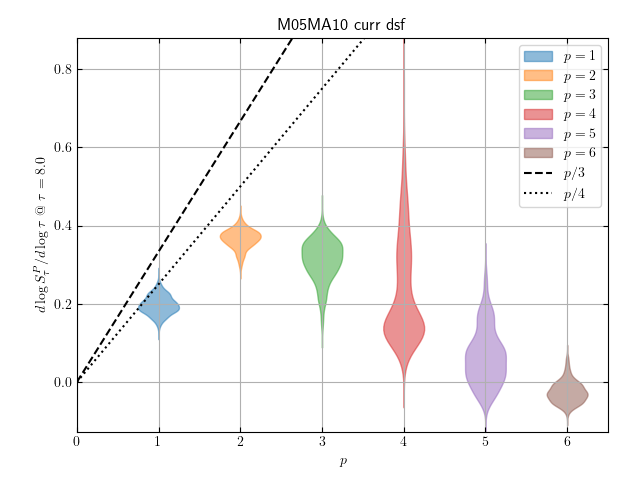 M05MA10 curr dsf
d log S_τ^P / d log τ @ τ = 8.0
0.8
0.6
0.4
0.2
0.0
0 1 2 3 4 5 6
p
p = 1
p = 2
p = 3
p = 4
p = 5
p = 6
p/3
p/4